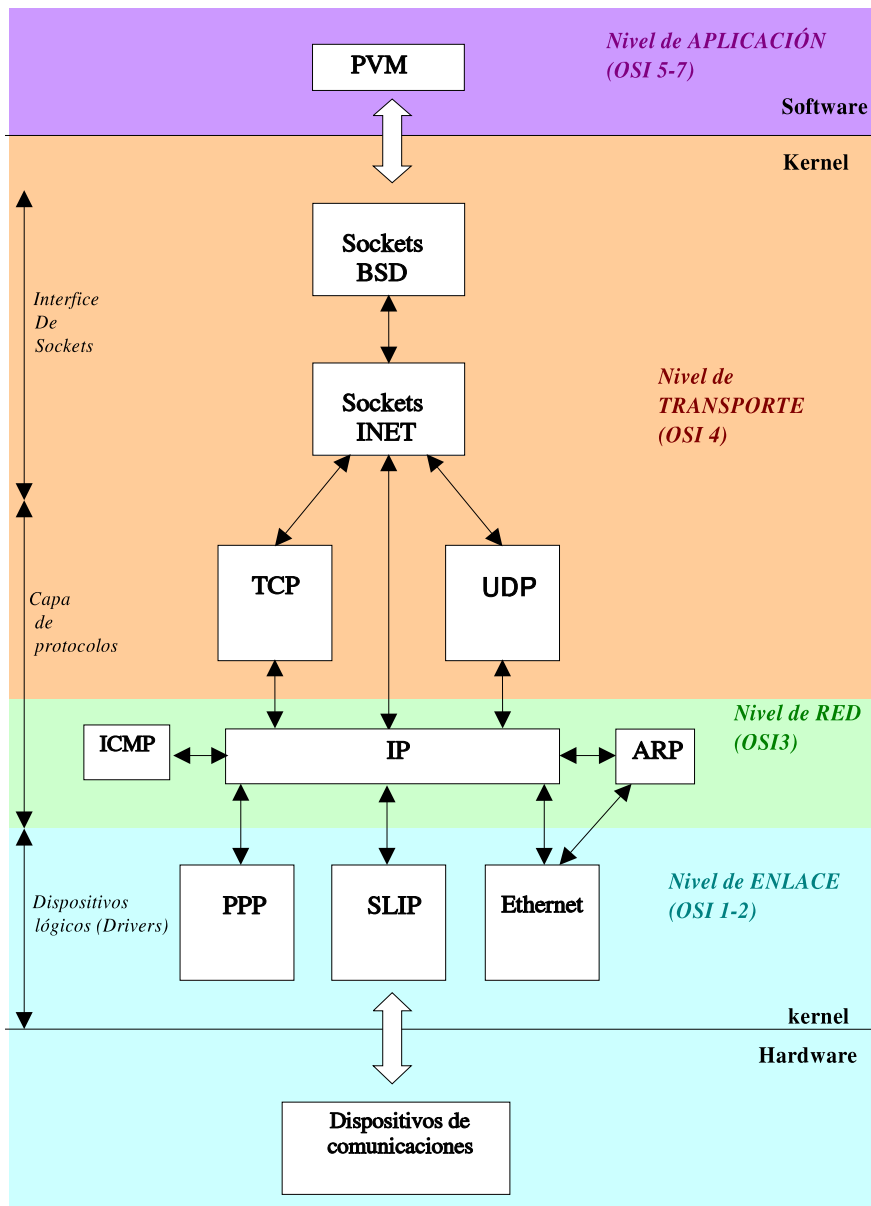 Nivel de APLICACIÓN
(OSI 5-7)
PVM
Software
Kernel
Sockets
BSD
Interfice
De
Sockets
Nivel de
TRANSPORTE
(OSI 4)
Sockets
INET
TCP
UDP
Capa
de
protocolos
Nivel de RED
(OSI3)
ICMP
IP
ARP
Nivel de ENLACE
(OSI 1-2)
Dispositivos
lógicos (Drivers)
PPP
SLIP
Ethernet
kernel
Hardware
Dispositivos de
comunicaciones